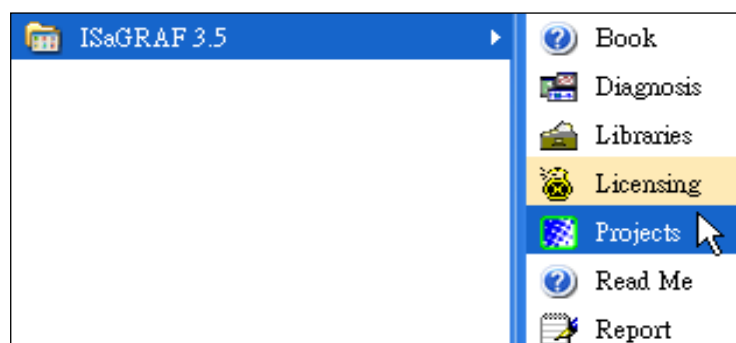 ISaGRAF 3.5
Book
Diagnosis
Libraries
Licensing
Projects
Read Me
Report